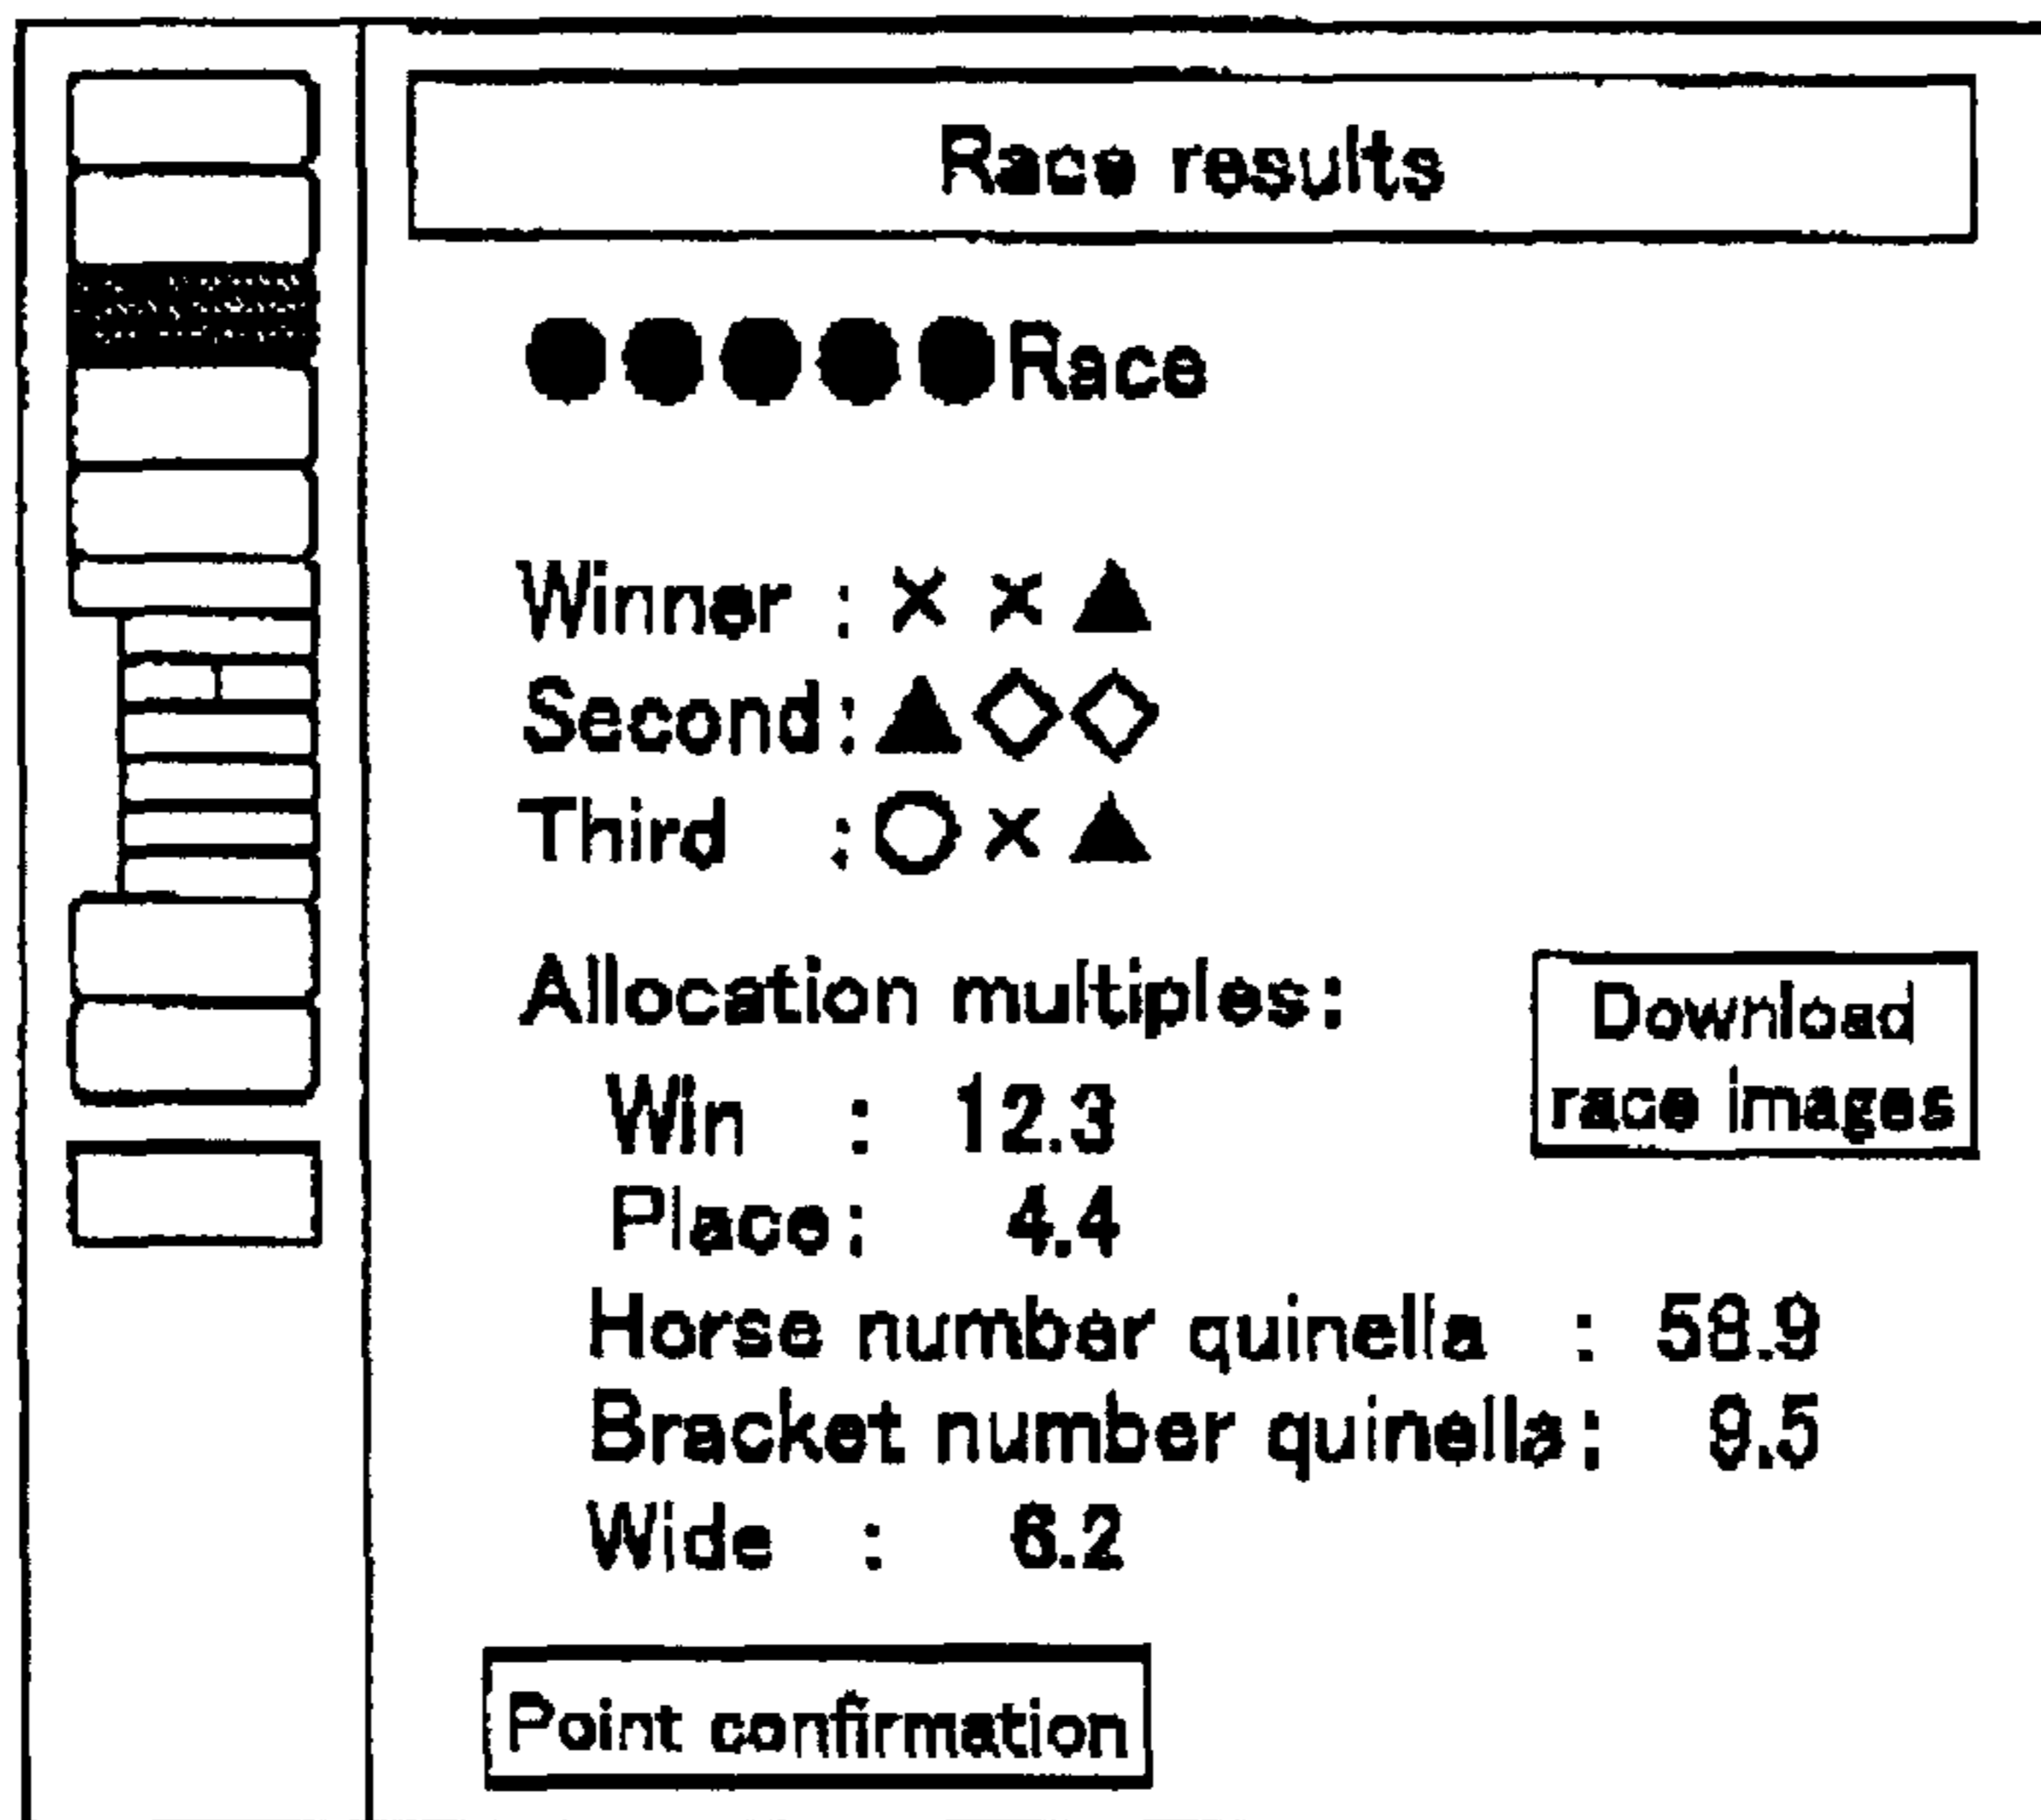 Race results
●●●●●Race
Winner : × × ▲
Second : ▲◇◇
Third : ○ × ▲
Allocation multiples:
Download
race images
Win : 12.3
Place : 4.4
Horse number quinella : 58.9
Bracket number quinella : 9.5
Wide : 6.2
Point confirmation